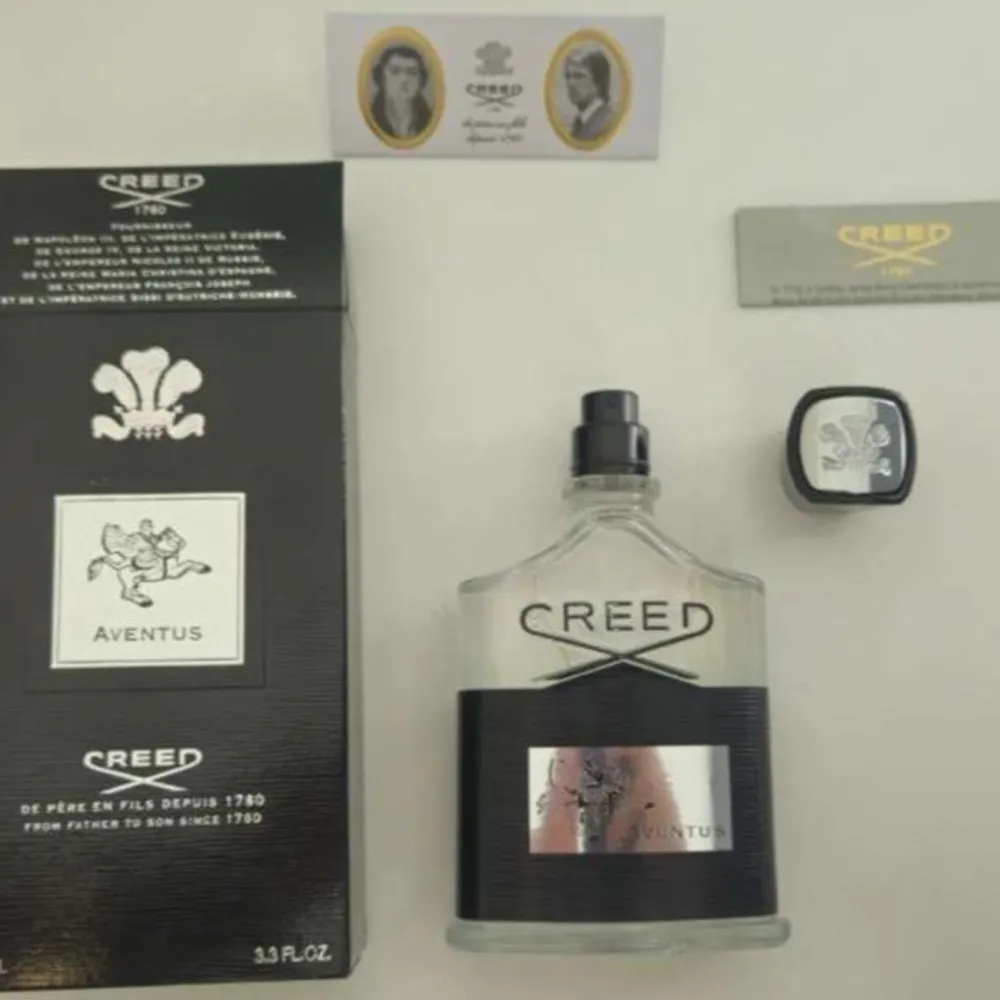 CREED
CREED
1760
FOURNISSEUR
DE NAPOLÉON III, DE L'IMPÉRATRICE EUGÉNIE,
DE GEORGE IV, DE LA REINE VICTORIA,
DE L'EMPEREUR NICOLAS II DE RUSSIE,
DE LA REINE MARIA CHRISTINA D'ESPAGNE,
DE L'EMPEREUR FRANÇOIS JOSEPH
ET DE L'IMPÉRATRICE SISSI D'AUTRICHE-HONGRIE.
AVENTUS
CREED
DE PÈRE EN FILS DEPUIS 1760
FROM FATHER TO SON SINCE 1760
3.3 FL.OZ.
CREED
1760
CREED
AVENTUS